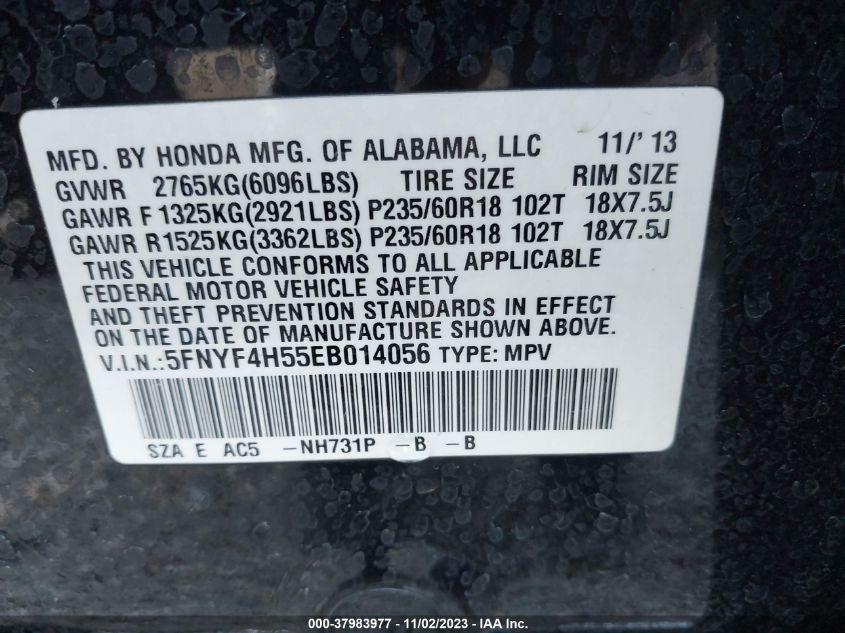 MFD. BY HONDA MFG. OF ALABAMA, LLC 11/'13
GVWR 2765KG(6096LBS) TIRE SIZE RIM SIZE
GAWR F1325KG(2921LBS) P235/60R18 102T 18X7.5J
GAWR R1525KG(3362LBS) P235/60R18 102T 18X7.5J
THIS VEHICLE CONFORMS TO ALL APPLICABLE
FEDERAL MOTOR VEHICLE SAFETY
AND THEFT PREVENTION STANDARDS IN EFFECT
ON THE DATE OF MANUFACTURE SHOWN ABOVE.
V.I.N.:5FNYF4H55EB014056 TYPE: MPV
SZA E AC5 -NH731P -B -B
000-37983977 - 11/02/2023 - IAA Inc.